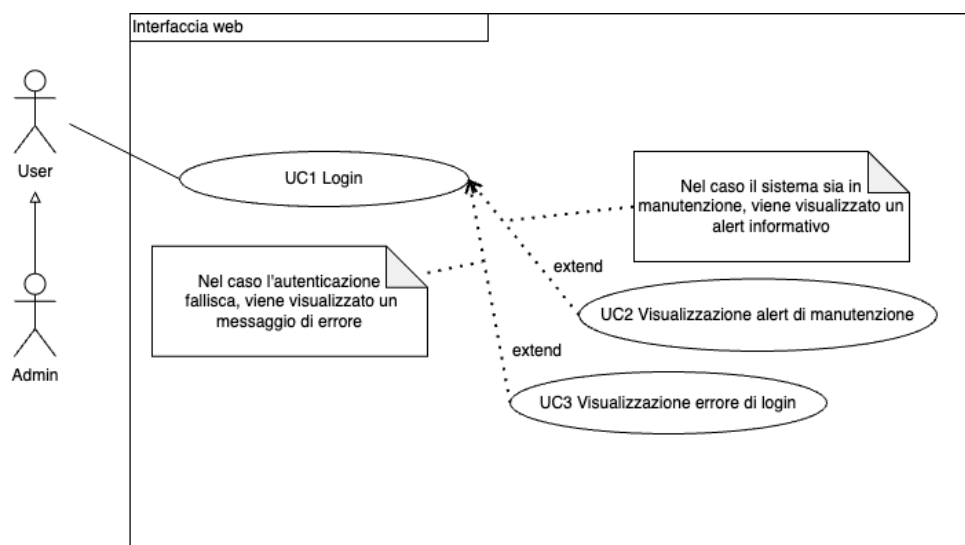 Interfaccia web
User
UC1 Login
Nel caso il sistema sia in
manutenzione, viene visualizzato un
alert informativo
Nel caso l'autenticazione
fallisca, viene visualizzato un
messaggio di errore
extend
UC2 Visualizzazione alert di manutenzione
extend
Admin
UC3 Visualizzazione errore di login